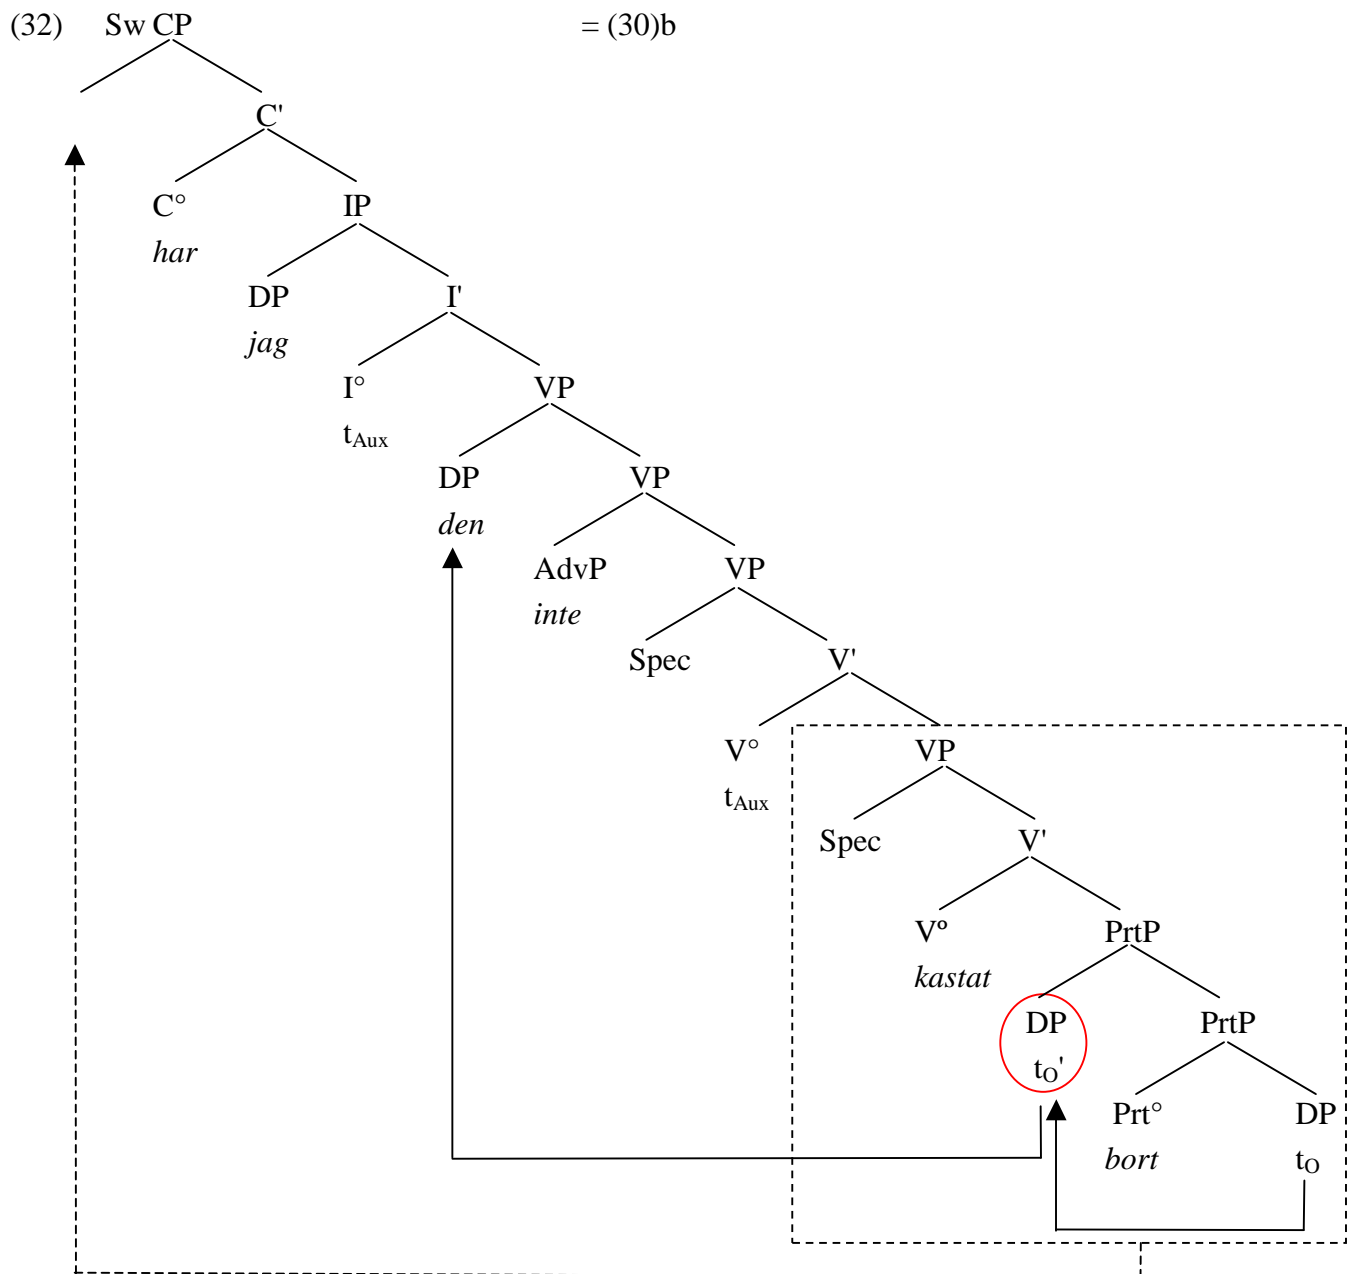 (32) Sw CP = (30)b
C'
C° IP
har
DP I'
jag
I° VP
tAux
DP VP
den
AdvP VP
inte
Spec V'
V° VP
tAux
Spec V'
Vº PrtP
kastat
DP PrtP
tO'
Prt° DP
bort tO